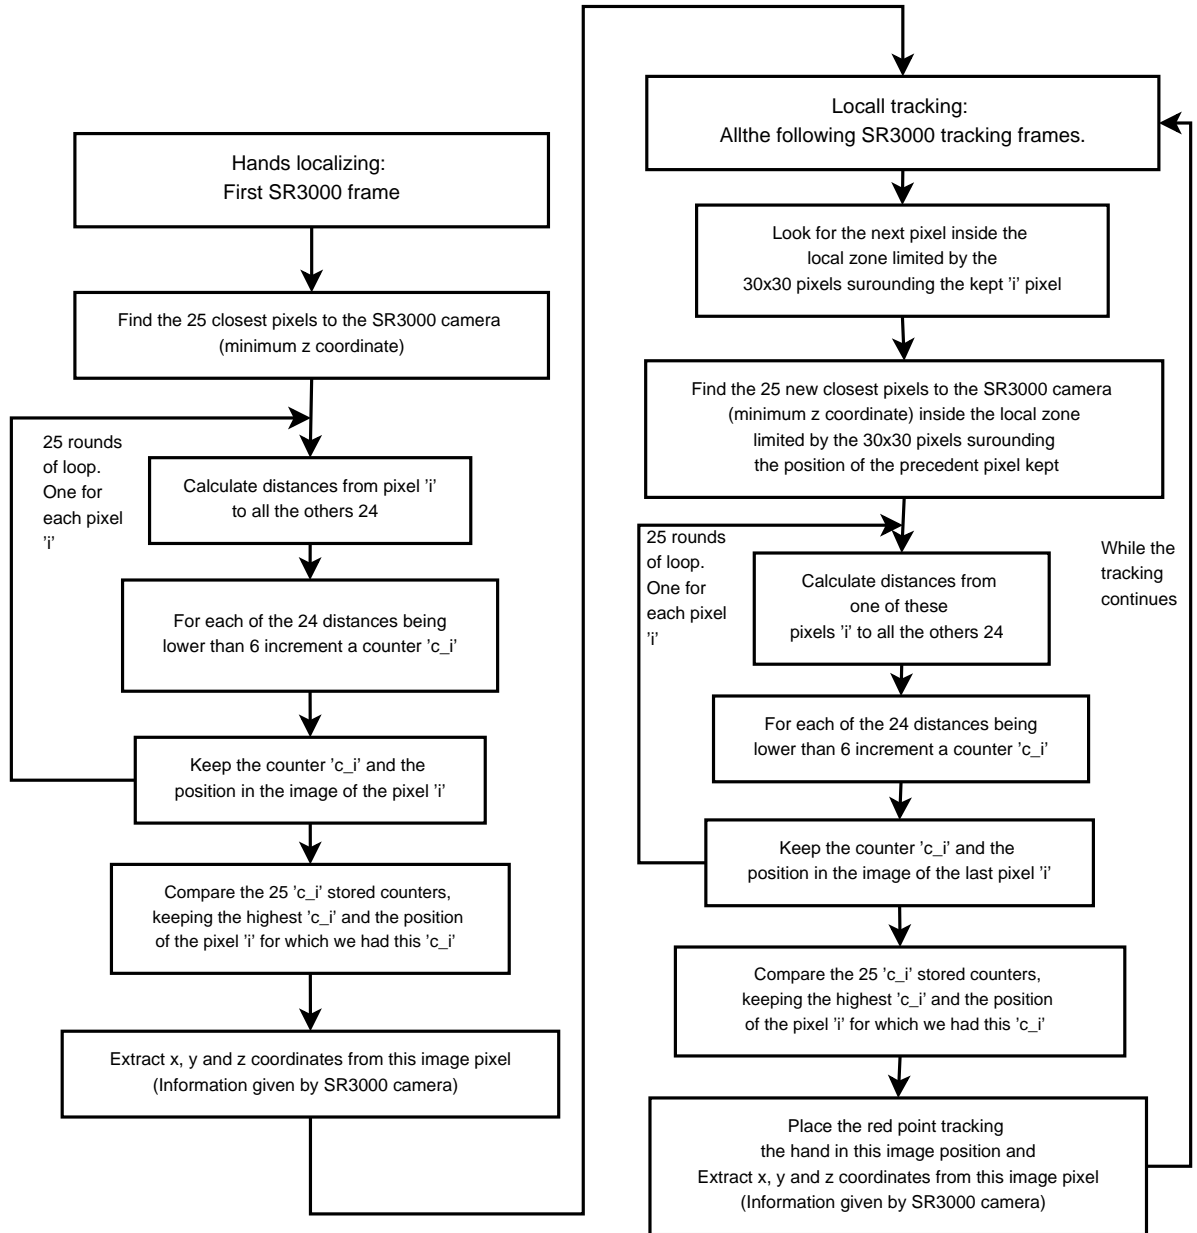 Hands localizing:
First SR3000 frame
Find the 25 closest pixels to the SR3000 camera
(minimum z coordinate)
25 rounds
of loop.
One for
each pixel
'i'
Calculate distances from pixel 'i'
to all the others 24
For each of the 24 distances being
lower than 6 increment a counter 'c_i'
Keep the counter 'c_i' and the
position in the image of the pixel 'i'
Compare the 25 'c_i' stored counters,
keeping the highest 'c_i' and the position
of the pixel 'i' for which we had this 'c_i'
Extract x, y and z coordinates from this image pixel
(Information given by SR3000 camera)
Locall tracking:
Allthe following SR3000 tracking frames.
Look for the next pixel inside the
local zone limited by the
30x30 pixels surounding the kept 'i' pixel
Find the 25 new closest pixels to the SR3000 camera
(minimum z coordinate) inside the local zone
limited by the 30x30 pixels surounding
the position of the precedent pixel kept
25 rounds
of loop.
One for
each pixel
'i'
Calculate distances from
one of these
pixels 'i' to all the others 24
For each of the 24 distances being
lower than 6 increment a counter 'c_i'
Keep the counter 'c_i' and the
position in the image of the last pixel 'i'
Compare the 25 'c_i' stored counters,
keeping the highest 'c_i' and the position
of the pixel 'i' for which we had this 'c_i'
Place the red point tracking
the hand in this image position and
Extract x, y and z coordinates from this image pixel
(Information given by SR3000 camera)
While the
tracking
continues